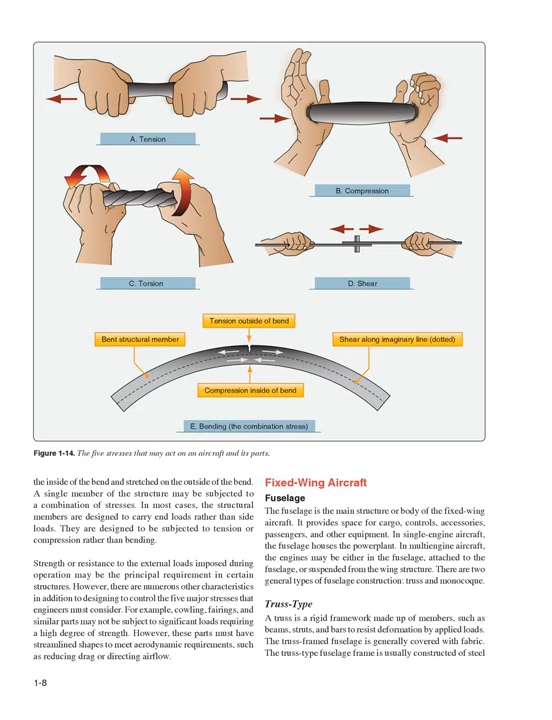 A. Tension
B. Compression
C. Torsion
D. Shear
Tension outside of bend
Bent structural member
Shear along imaginary line (dotted)
Compression inside of bend
E. Bending (the combination stress)
Figure 1-14. The five stresses that may act on an aircraft and its parts.
the inside of the bend and stretched on the outside of the bend.
A single member of the structure may be subjected to
a combination of stresses. In most cases, the structural
members are designed to carry end loads rather than side
loads. They are designed to be subjected to tension or
compression rather than bending.
Strength or resistance to the external loads imposed during
operation may be the principal requirement in certain
structures. However, there are numerous other characteristics
in addition to designing to control the five major stresses that
engineers must consider. For example, cowling, fairings, and
similar parts may not be subject to significant loads requiring
a high degree of strength. However, these parts must have
streamlined shapes to meet aerodynamic requirements, such
as reducing drag or directing airflow.
Fixed-Wing Aircraft
Fuselage
The fuselage is the main structure or body of the fixed-wing
aircraft. It provides space for cargo, controls, accessories,
passengers, and other equipment. In single-engine aircraft,
the fuselage houses the powerplant. In multiengine aircraft,
the engines may be either in the fuselage, attached to the
fuselage, or suspended from the wing structure. There are two
general types of fuselage construction: truss and monocoque.
Truss-Type
A truss is a rigid framework made up of members, such as
beams, struts, and bars to resist deformation by applied loads.
The truss-framed fuselage is generally covered with fabric.
The truss-type fuselage frame is usually constructed of steel
1-8